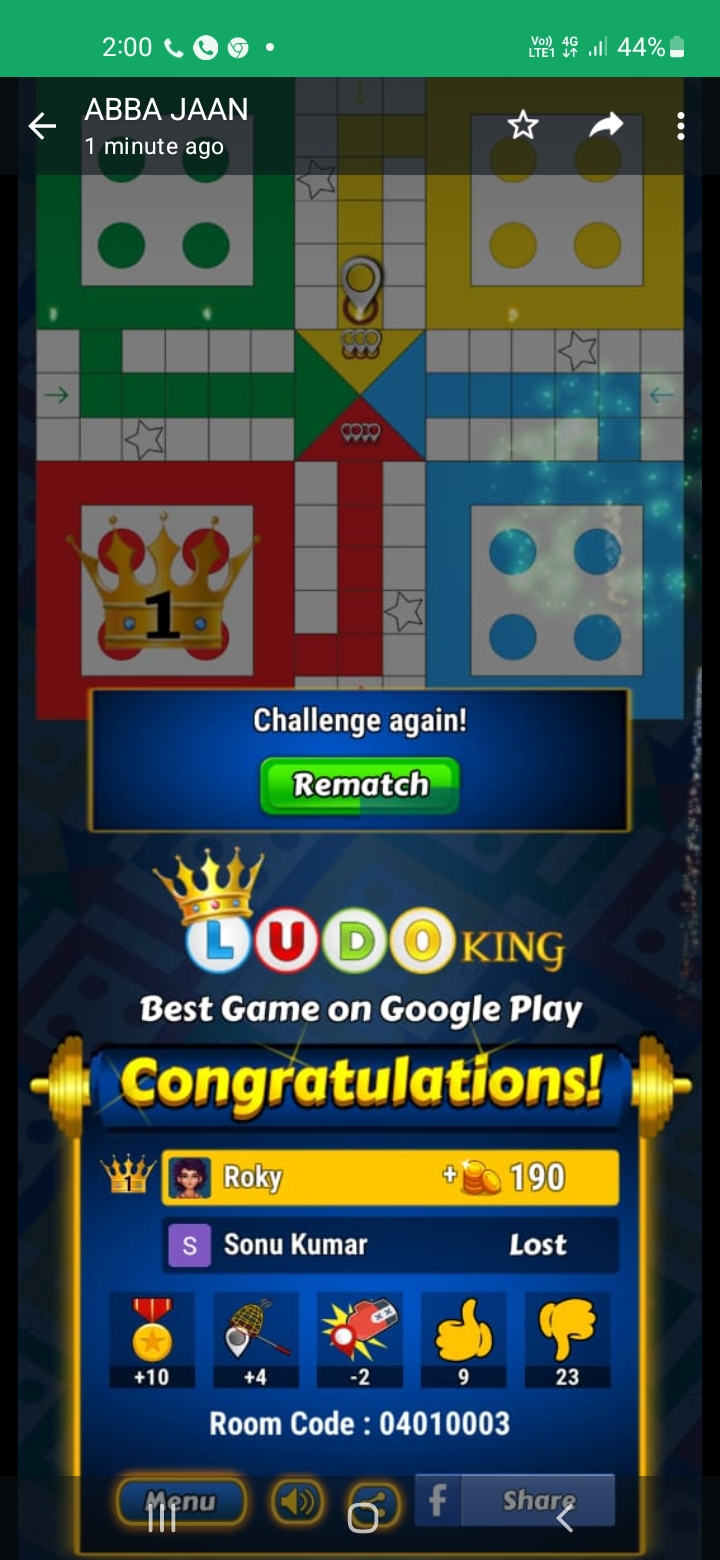 2:00 Vo) LTE1 4G 44%
ABBA JAAN
1 minute ago
1
Challenge again!
Rematch
LUDO KING
Best Game on Google Play
Congratulations!
1 Roky + 190
S Sonu Kumar Lost
+10 +4 -2 9 23
Room Code : 04010003
Menu f Share